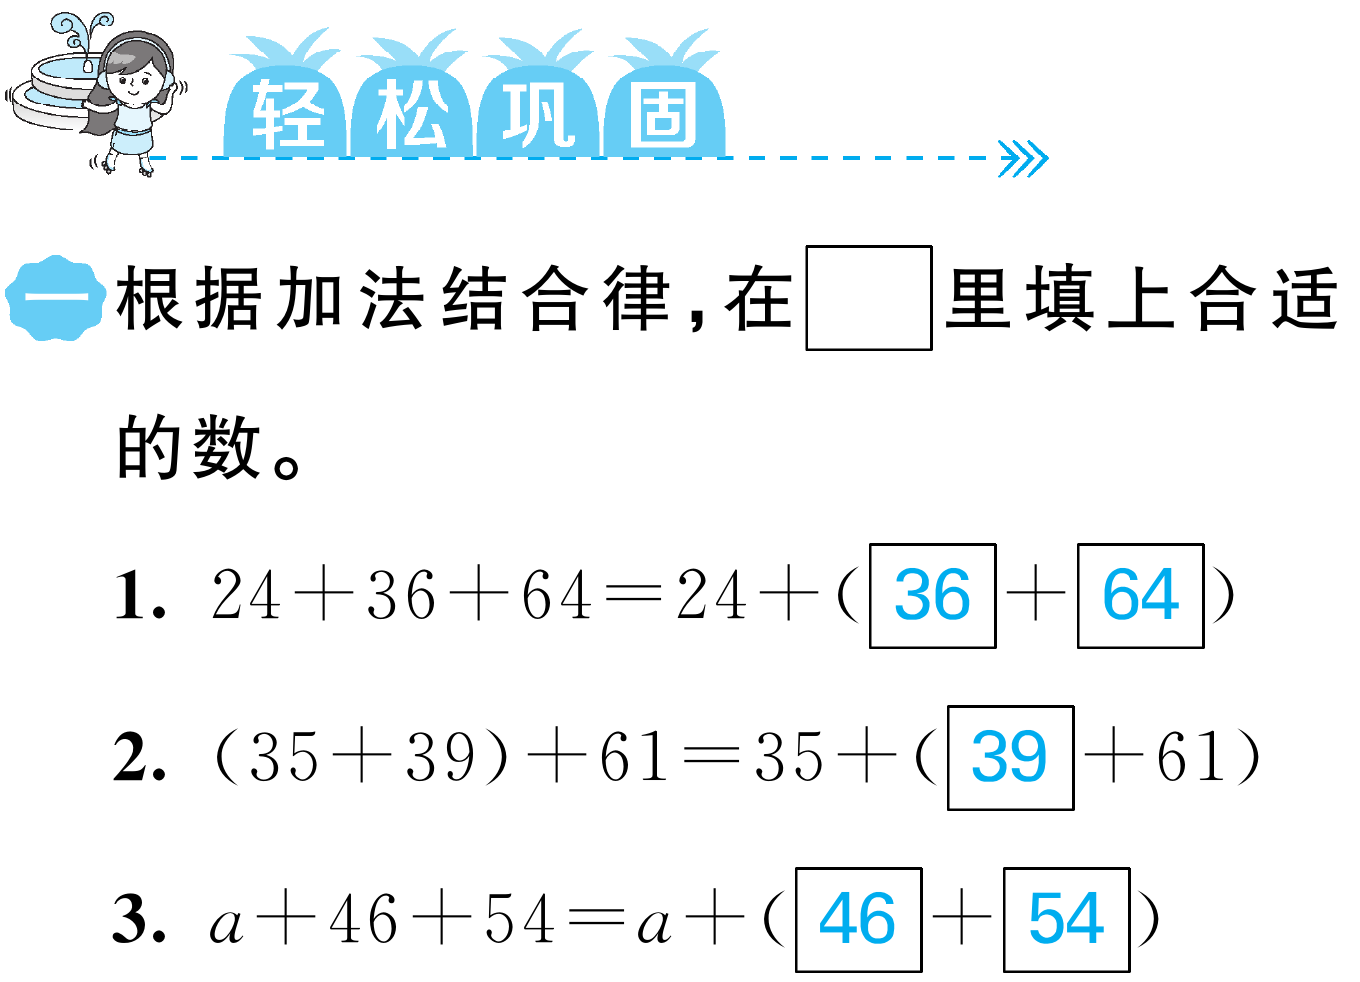 轻松巩固
一 根据加法结合律,在□里填上合适
的数。
1. 24+36+64=24+(36+64)
2. (35+39)+61=35+(39+61)
3. a+46+54=a+(46+54)